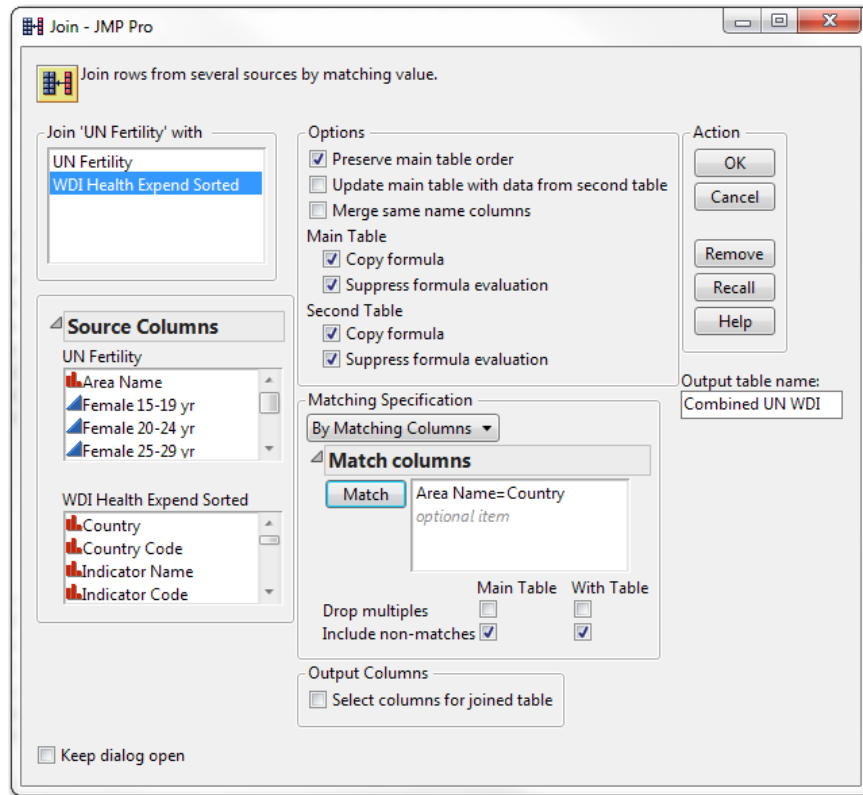 Join - JMP Pro
Join rows from several sources by matching value.
Join 'UN Fertility' with
UN Fertility
WDI Health Expend Sorted
Options
Preserve main table order
Update main table with data from second table
Merge same name columns
Main Table
Copy formula
Suppress formula evaluation
Second Table
Copy formula
Suppress formula evaluation
Action
OK
Cancel
Remove
Recall
Help
Source Columns
UN Fertility
Area Name
Female 15-19 yr
Female 20-24 yr
Female 25-29 yr
WDI Health Expend Sorted
Country
Country Code
Indicator Name
Indicator Code
Matching Specification
By Matching Columns
Match columns
Match
Area Name=Country
optional item
Main Table With Table
Drop multiples
Include non-matches
Output table name:
Combined UN WDI
Output Columns
Select columns for joined table
Keep dialog open